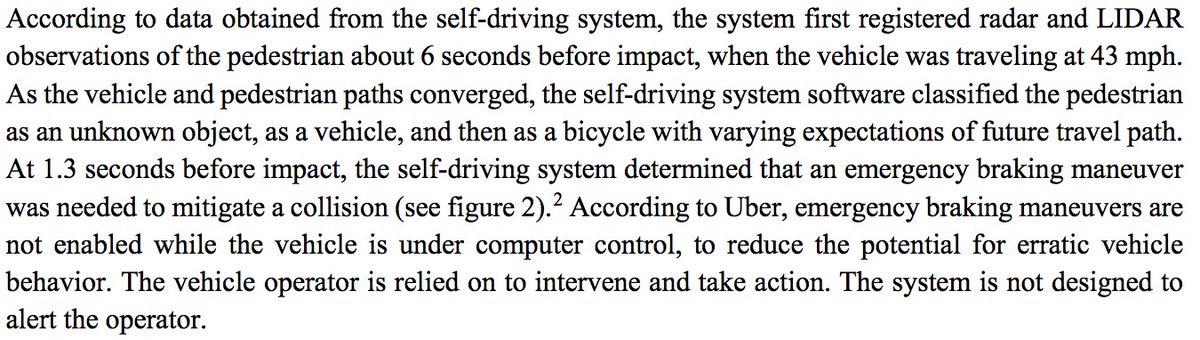 According to data obtained from the self-driving system, the system first registered radar and LIDAR
observations of the pedestrian about 6 seconds before impact, when the vehicle was traveling at 43 mph.
As the vehicle and pedestrian paths converged, the self-driving system software classified the pedestrian
as an unknown object, as a vehicle, and then as a bicycle with varying expectations of future travel path.
At 1.3 seconds before impact, the self-driving system determined that an emergency braking maneuver
was needed to mitigate a collision (see figure 2).² According to Uber, emergency braking maneuvers are
not enabled while the vehicle is under computer control, to reduce the potential for erratic vehicle
behavior. The vehicle operator is relied on to intervene and take action. The system is not designed to
alert the operator.